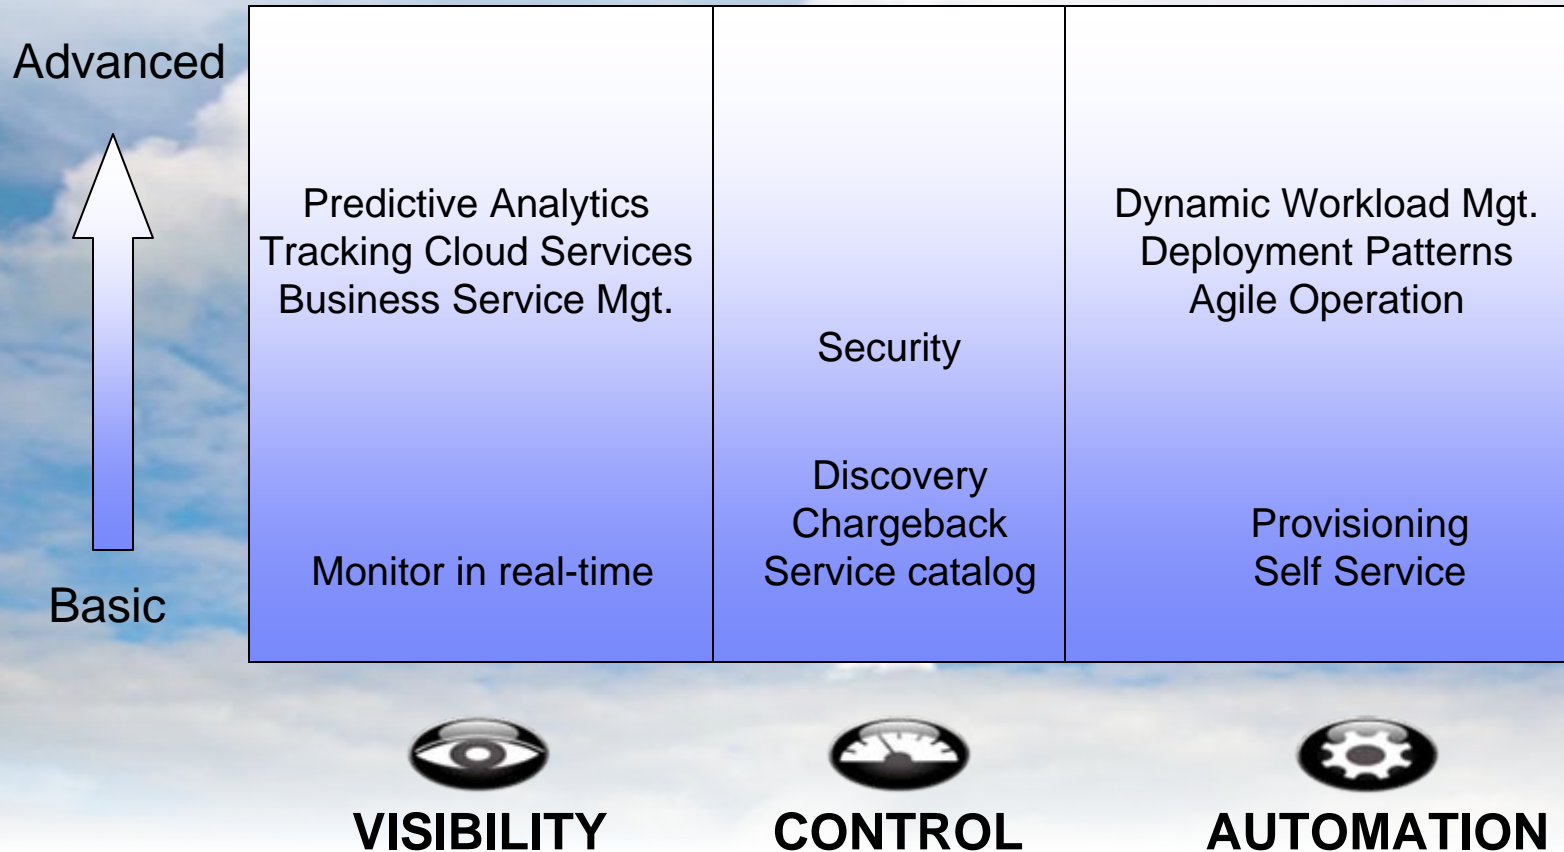 Advanced
Basic
Predictive Analytics
Tracking Cloud Services
Business Service Mgt.
Monitor in real-time
Security
Discovery
Chargeback
Service catalog
Dynamic Workload Mgt.
Deployment Patterns
Agile Operation
Provisioning
Self Service
VISIBILITY
CONTROL
AUTOMATION